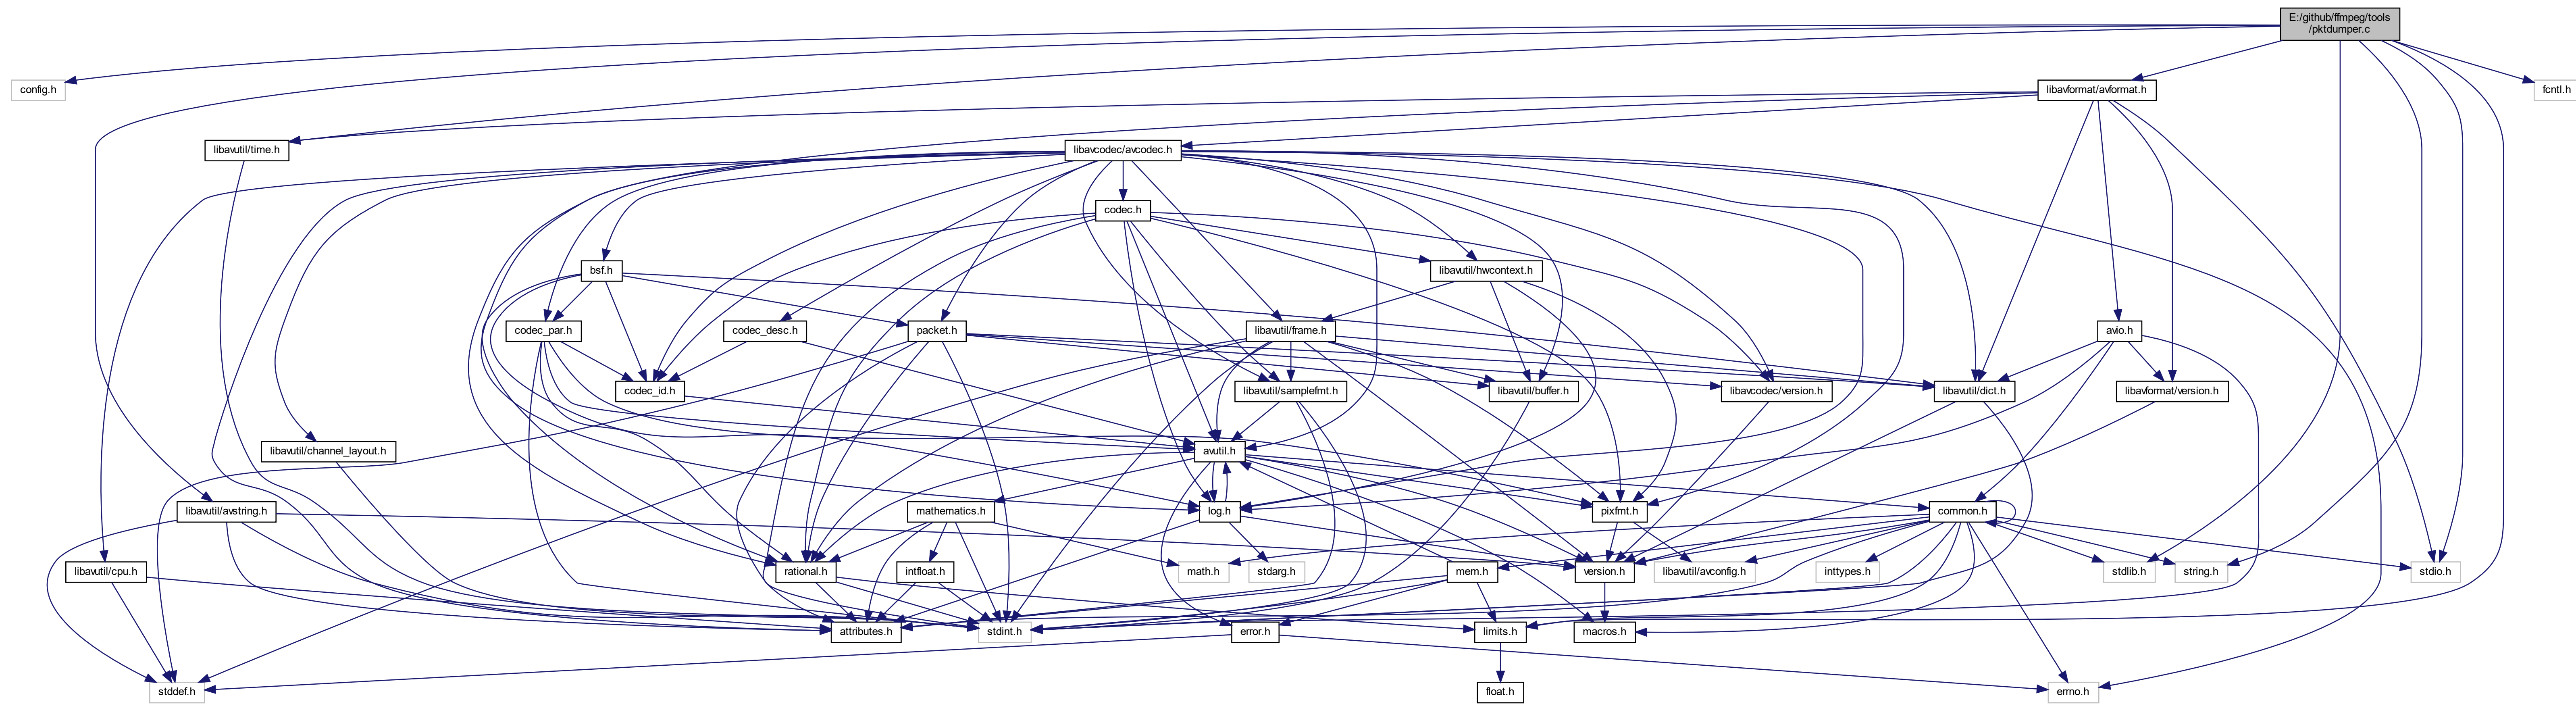 E:/github/ffmpeg/tools
/pktdumper.c
config.h
libavformat/avformat.h
fcntl.h
libavutil/time.h
libavcodec/avcodec.h
codec.h
bsf.h
libavutil/hwcontext.h
codec_par.h
codec_desc.h
packet.h
libavutil/frame.h
avio.h
codec_id.h
libavutil/samplefmt.h
libavutil/buffer.h
libavcodec/version.h
libavutil/dict.h
libavformat/version.h
libavutil/channel_layout.h
avutil.h
libavutil/avstring.h
mathematics.h
log.h
pixfmt.h
common.h
libavutil/cpu.h
rational.h
intfloat.h
math.h
stdarg.h
mem.h
version.h
libavutil/avconfig.h
inttypes.h
stdlib.h
string.h
stdio.h
attributes.h
stdint.h
error.h
limits.h
macros.h
stddef.h
float.h
errno.h